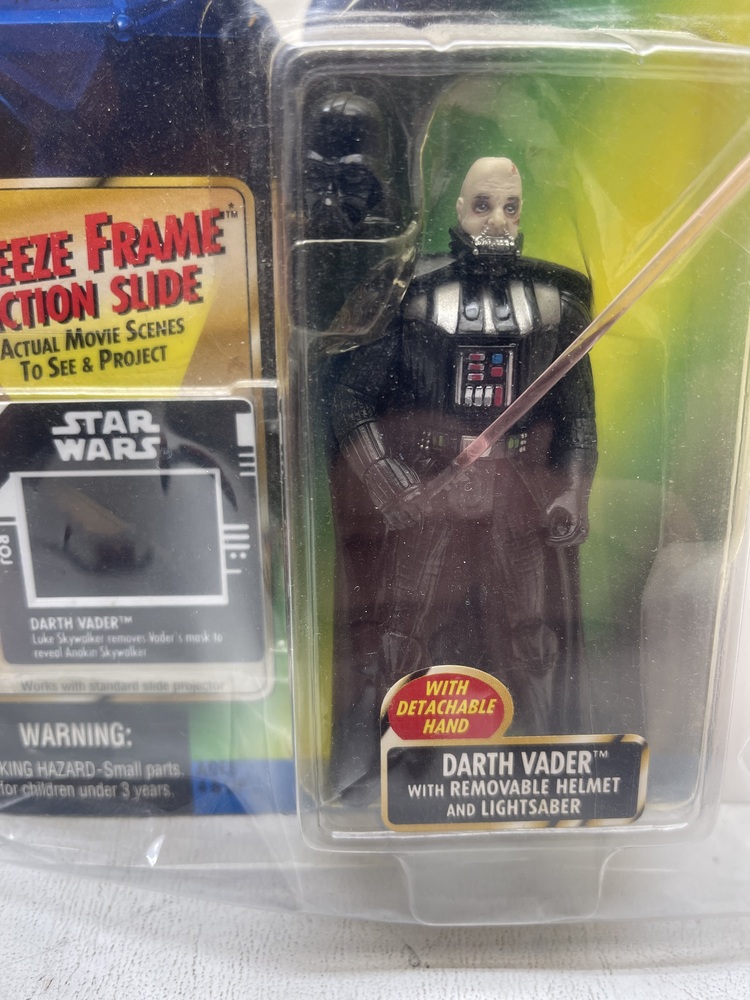 EEZE FRAME™
CTION SLIDE
ACTUAL MOVIE SCENES
TO SEE & PROJECT
STAR
WARS
DARTH VADER™
Luke Skywalker removes Vader's mask to
reveal Anakin Skywalker
Works with standard slide projector
WARNING:
KING HAZARD-Small parts.
for children under 3 years.
WITH
DETACHABLE
HAND
DARTH VADER™
WITH REMOVABLE HELMET
AND LIGHTSABER